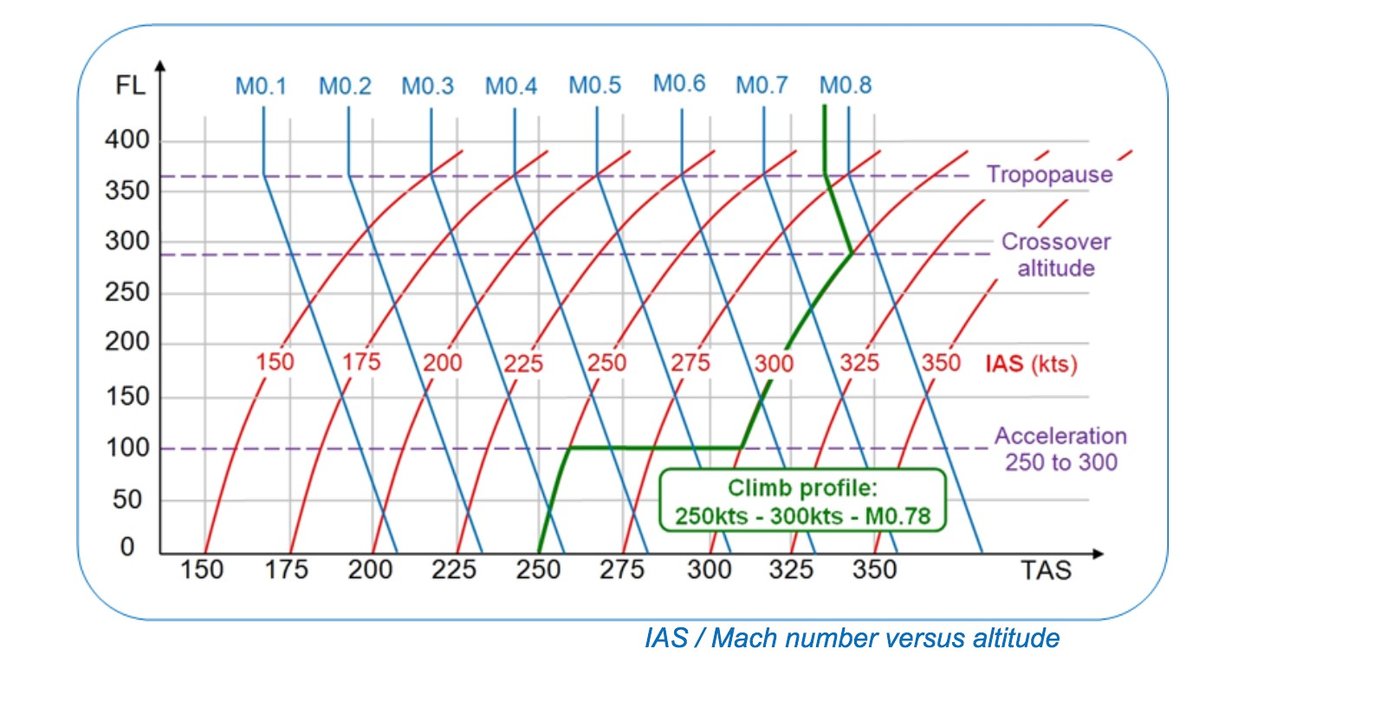 FL M0.1 M0.2 M0.3 M0.4 M0.5 M0.6 M0.7 M0.8
400
Tropopause
350
300
Crossover
altitude
250
200
150 175 200 225 250 275 300 325 350 IAS (kts)
150
100
Acceleration
250 to 300
Climb profile:
50
250kts - 300kts - M0.78
0
150 175 200 225 250 275 300 325 350 TAS
IAS / Mach number versus altitude